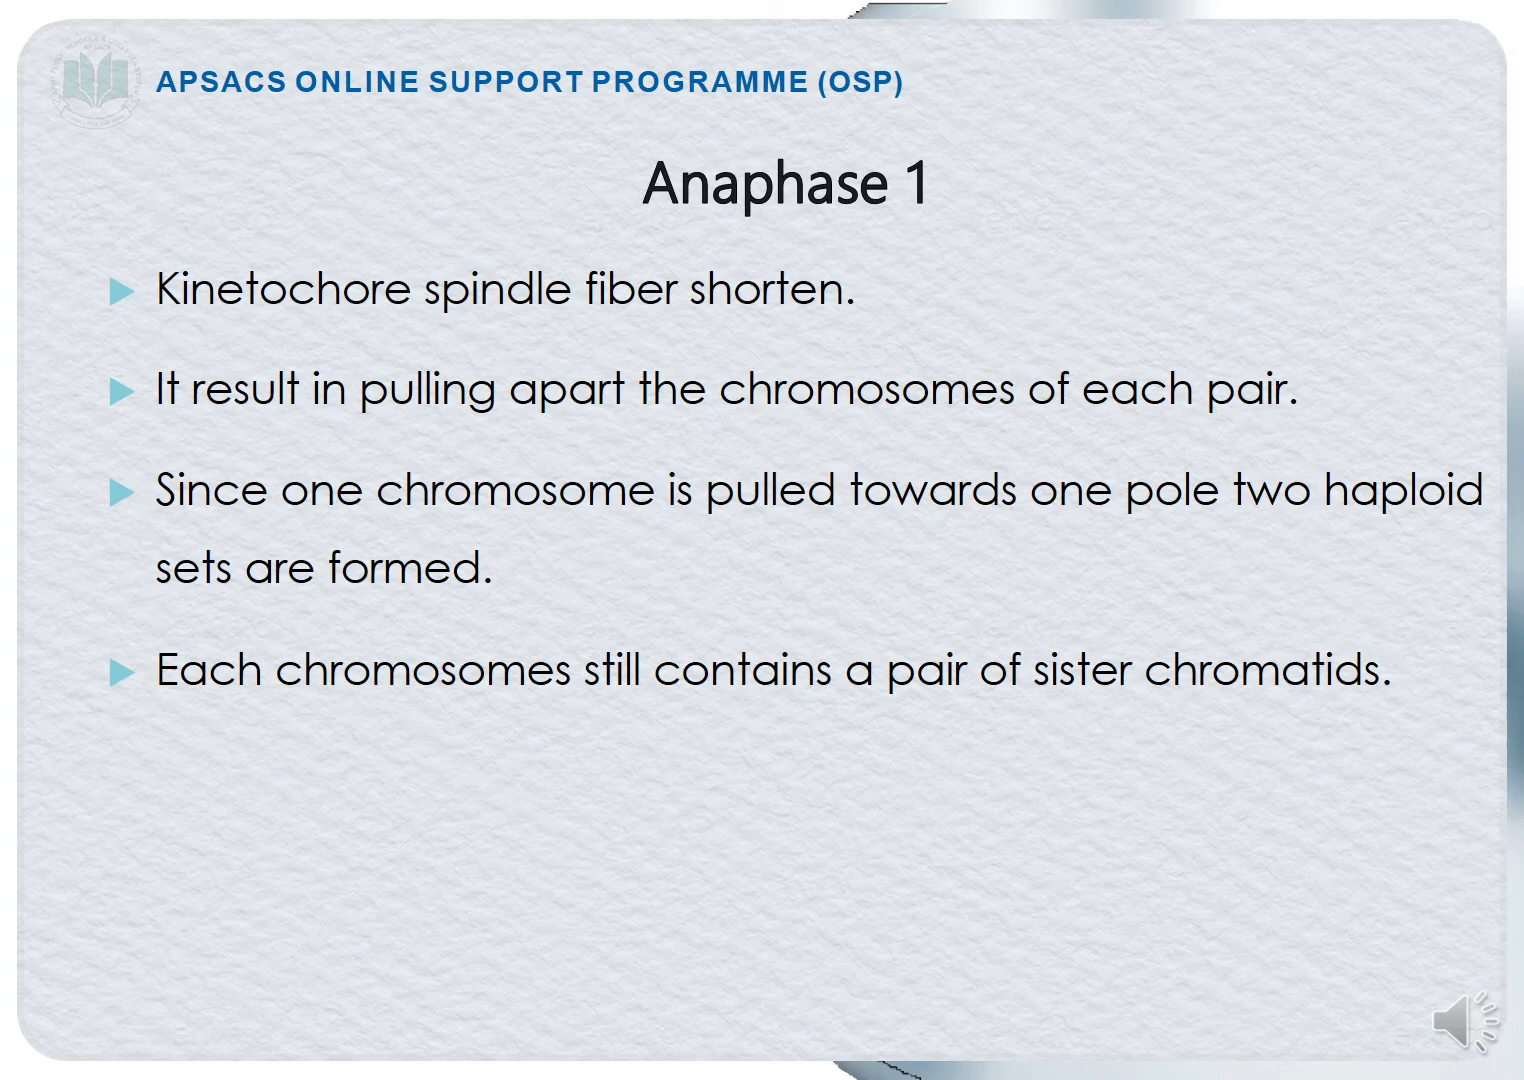 APSACS ONLINE SUPPORT PROGRAMME (OSP)
Anaphase 1
Kinetochore spindle fiber shorten.
It result in pulling apart the chromosomes of each pair.
Since one chromosome is pulled towards one pole two haploid
sets are formed.
Each chromosomes still contains a pair of sister chromatids.